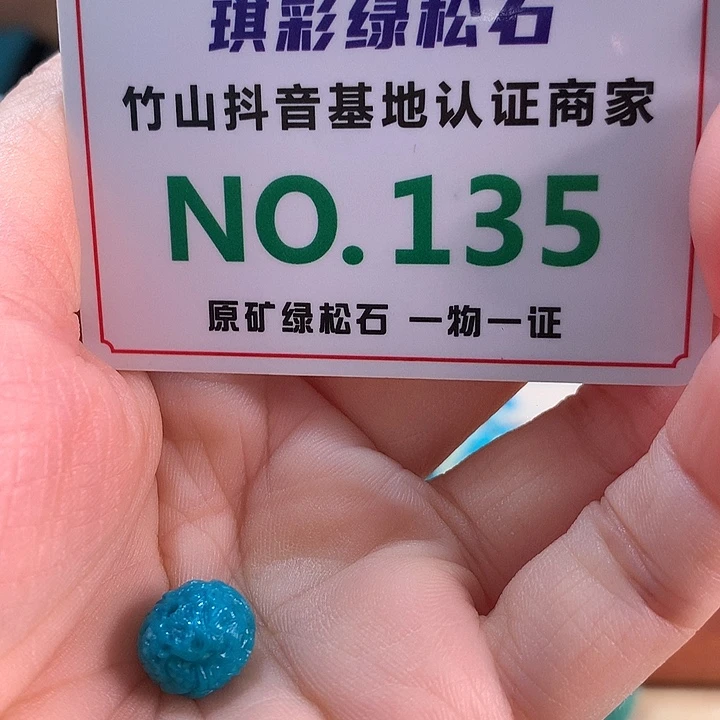 琪彩绿松石
竹山抖音基地认证商家
NO.135
原矿绿松石 一物一证